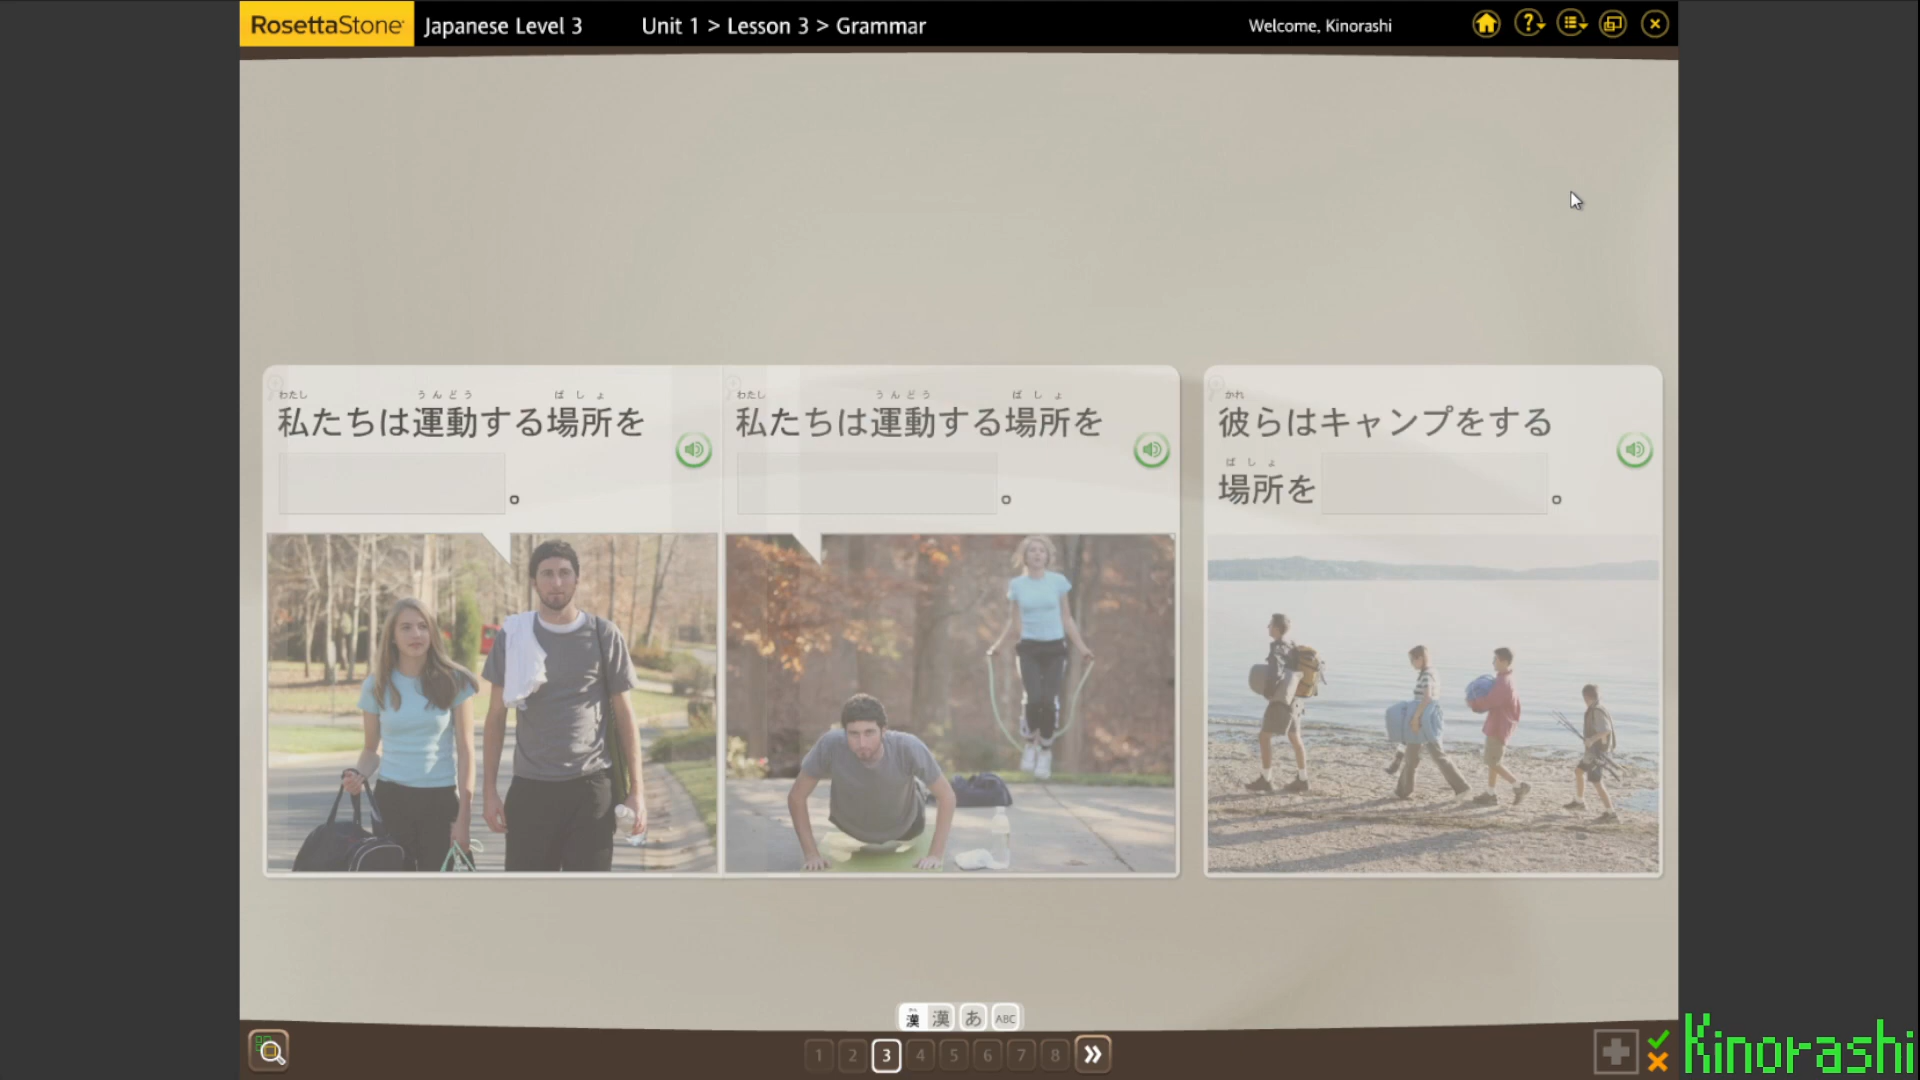 RosettaStone Japanese Level 3 Unit 1 > Lesson 3 > Grammar Welcome, Kinorashi
わたし うんどう ばしょ
私たちは運動する場所を
。
わたし うんどう ばしょ
私たちは運動する場所を
。
かれ
彼らはキャンプをする
ばしょ
場所を 。
漢 漢 あ ABC
1 2 3 4 5 6 7 8
Kinorashi